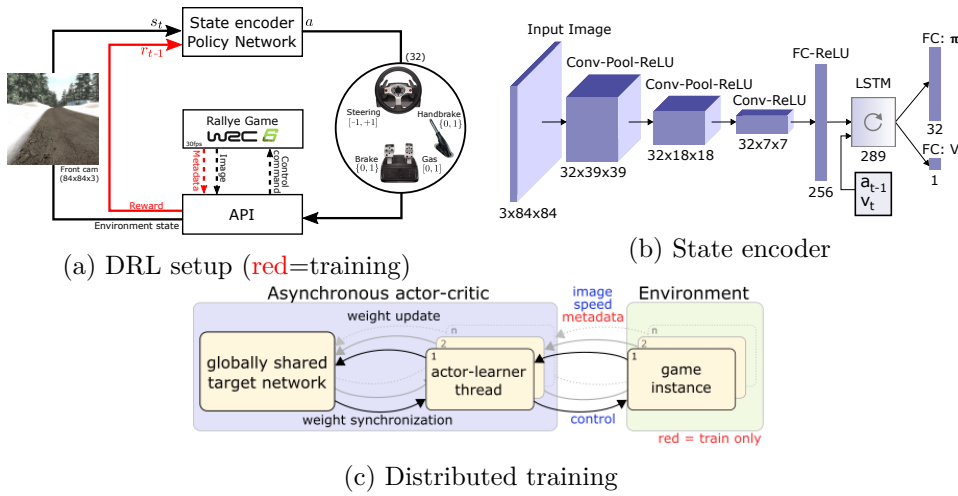 s_t
r_{t-1}
State encoder
Policy Network
a
(32)
Steering
[-1,+1]
Handbrake
{0, 1}
Brake
{0, 1}
Gas
[0, 1]
Rallye Game
WRC 6
30fps
Metadata
Image
Control
command
Front cam
(84x84x3)
Reward
Environment state
API
(a) DRL setup (red=training)
Input Image
Conv-Pool-ReLU
Conv-Pool-ReLU
Conv-ReLU
FC-ReLU
LSTM
FC: π
FC: V
3x84x84
32x39x39
32x18x18
32x7x7
256
289
32
1
a_{t-1}
v_t
(b) State encoder
Asynchronous actor-critic
image
speed
metadata
Environment
weight update
n
2
1
n
2
1
globally shared
target network
actor-learner
thread
game
instance
weight synchronization
control
red = train only
(c) Distributed training